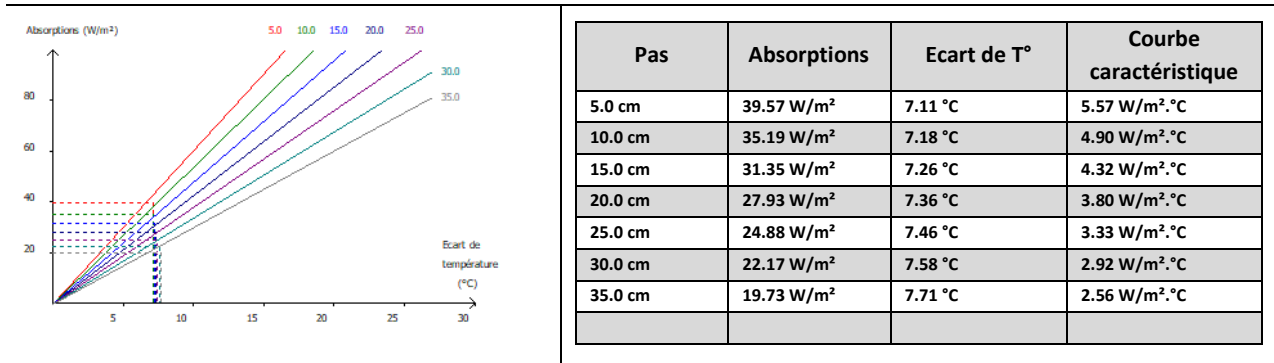 Absorptions (W/m²)
5.0 10.0 15.0 20.0 25.0
30.0
35.0
80
60
40
20
Ecart de
température
(°C)
5 10 15 20 25 30
Pas Absorptions Ecart de T° Courbe caractéristique
5.0 cm 39.57 W/m² 7.11 °C 5.57 W/m².°C
10.0 cm 35.19 W/m² 7.18 °C 4.90 W/m².°C
15.0 cm 31.35 W/m² 7.26 °C 4.32 W/m².°C
20.0 cm 27.93 W/m² 7.36 °C 3.80 W/m².°C
25.0 cm 24.88 W/m² 7.46 °C 3.33 W/m².°C
30.0 cm 22.17 W/m² 7.58 °C 2.92 W/m².°C
35.0 cm 19.73 W/m² 7.71 °C 2.56 W/m².°C